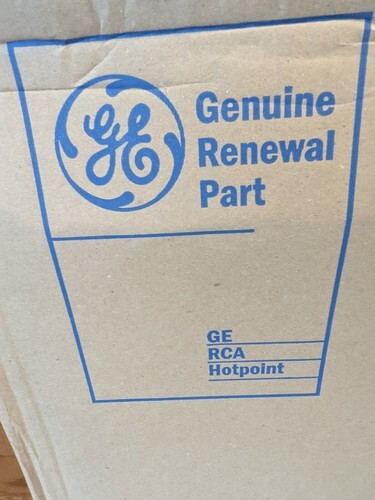 GE
Genuine
Renewal
Part
GE
RCA
Hotpoint